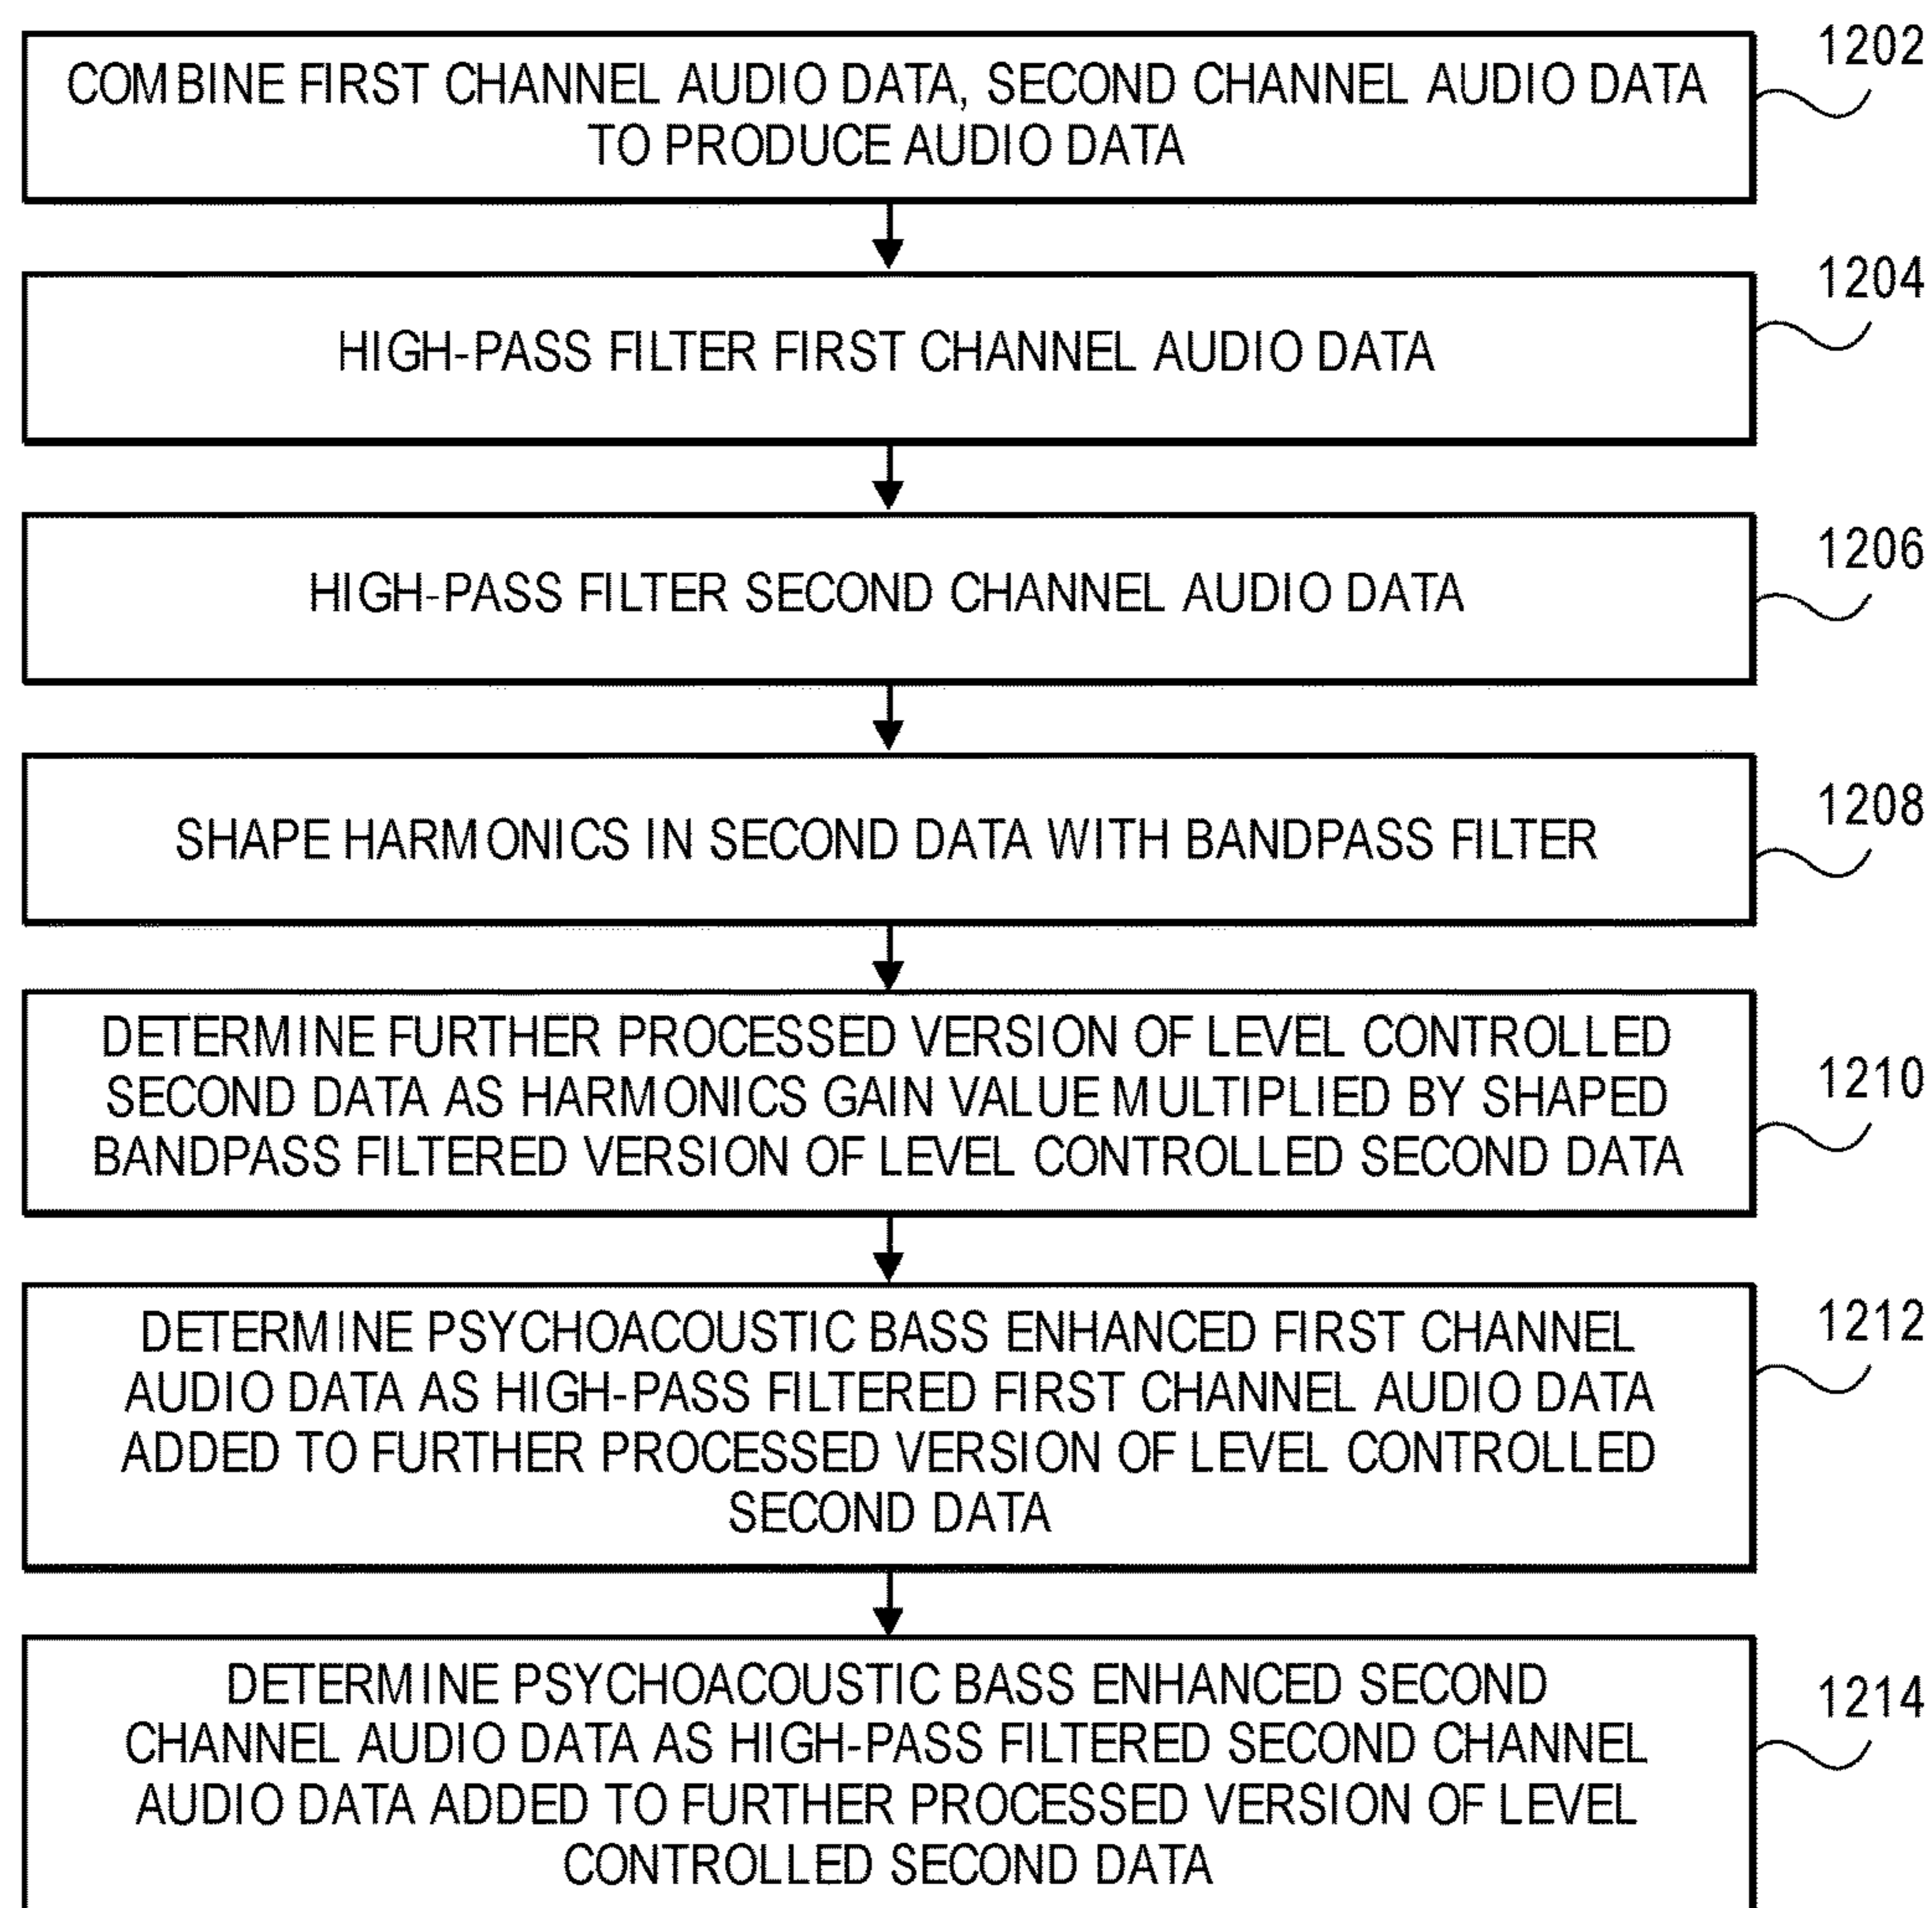 1202
COMBINE FIRST CHANNEL AUDIO DATA, SECOND CHANNEL AUDIO DATA
TO PRODUCE AUDIO DATA
1204
HIGH-PASS FILTER FIRST CHANNEL AUDIO DATA
1206
HIGH-PASS FILTER SECOND CHANNEL AUDIO DATA
1208
SHAPE HARMONICS IN SECOND DATA WITH BANDPASS FILTER
1210
DETERMINE FURTHER PROCESSED VERSION OF LEVEL CONTROLLED
SECOND DATA AS HARMONICS GAIN VALUE MULTIPLIED BY SHAPED
BANDPASS FILTERED VERSION OF LEVEL CONTROLLED SECOND DATA
1212
DETERMINE PSYCHOACOUSTIC BASS ENHANCED FIRST CHANNEL
AUDIO DATA AS HIGH-PASS FILTERED FIRST CHANNEL AUDIO DATA
ADDED TO FURTHER PROCESSED VERSION OF LEVEL CONTROLLED
SECOND DATA
1214
DETERMINE PSYCHOACOUSTIC BASS ENHANCED SECOND
CHANNEL AUDIO DATA AS HIGH-PASS FILTERED SECOND CHANNEL
AUDIO DATA ADDED TO FURTHER PROCESSED VERSION OF LEVEL
CONTROLLED SECOND DATA